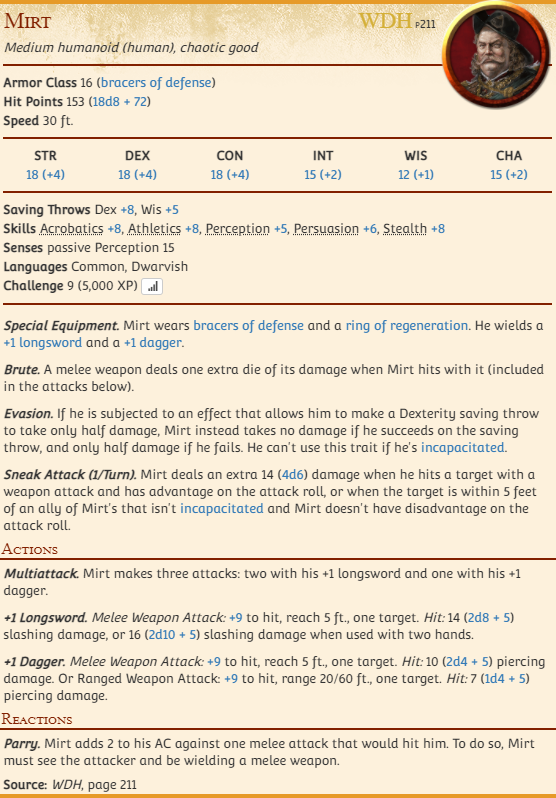 Mirt WDH P211
Medium humanoid (human), chaotic good
Armor Class 16 (bracers of defense)
Hit Points 153 (18d8 + 72)
Speed 30 ft.
STR DEX CON INT WIS CHA
18 (+4) 18 (+4) 18 (+4) 15 (+2) 12 (+1) 15 (+2)
Saving Throws Dex +8, Wis +5
Skills Acrobatics +8, Athletics +8, Perception +5, Persuasion +6, Stealth +8
Senses passive Perception 15
Languages Common, Dwarvish
Challenge 9 (5,000 XP)
Special Equipment. Mirt wears bracers of defense and a ring of regeneration. He wields a
+1 longsword and a +1 dagger.
Brute. A melee weapon deals one extra die of its damage when Mirt hits with it (included
in the attacks below).
Evasion. If he is subjected to an effect that allows him to make a Dexterity saving throw
to take only half damage, Mirt instead takes no damage if he succeeds on the saving
throw, and only half damage if he fails. He can't use this trait if he's incapacitated.
Sneak Attack (1/Turn). Mirt deals an extra 14 (4d6) damage when he hits a target with a
weapon attack and has advantage on the attack roll, or when the target is within 5 feet
of an ally of Mirt's that isn't incapacitated and Mirt doesn't have disadvantage on the
attack roll.
Actions
Multiattack. Mirt makes three attacks: two with his +1 longsword and one with his +1
dagger.
+1 Longsword. Melee Weapon Attack: +9 to hit, reach 5 ft., one target. Hit: 14 (2d8 + 5)
slashing damage, or 16 (2d10 + 5) slashing damage when used with two hands.
+1 Dagger. Melee Weapon Attack: +9 to hit, reach 5 ft., one target. Hit: 10 (2d4 + 5) piercing
damage. Or Ranged Weapon Attack: +9 to hit, range 20/60 ft., one target. Hit: 7 (1d4 + 5)
piercing damage.
Reactions
Parry. Mirt adds 2 to his AC against one melee attack that would hit him. To do so, Mirt
must see the attacker and be wielding a melee weapon.
Source: WDH, page 211